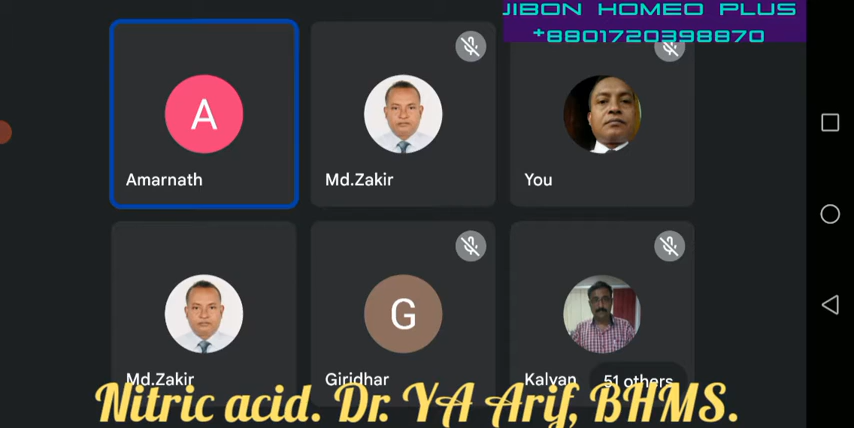 JIBON HOMEO PLUS
+8801720398870
A
Amarnath
Md.Zakir
You
G
Md.Zakir
Giridhar
Kalyan
51 others
Nitric acid. Dr. YA Arif, BHMS.